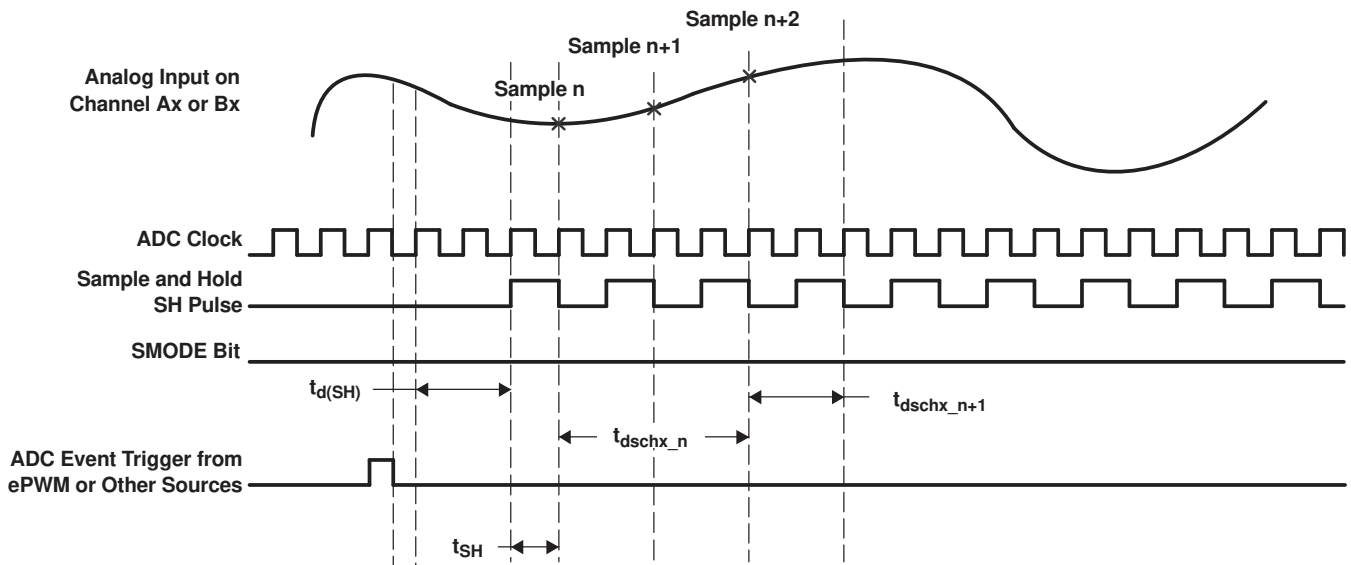 Sample n+2
Sample n+1
Analog Input on
Channel Ax or Bx
Sample n
ADC Clock
Sample and Hold
SH Pulse
SMODE Bit
td(SH)
tdschx_n+1
tdschx_n
ADC Event Trigger from
ePWM or Other Sources
tSH